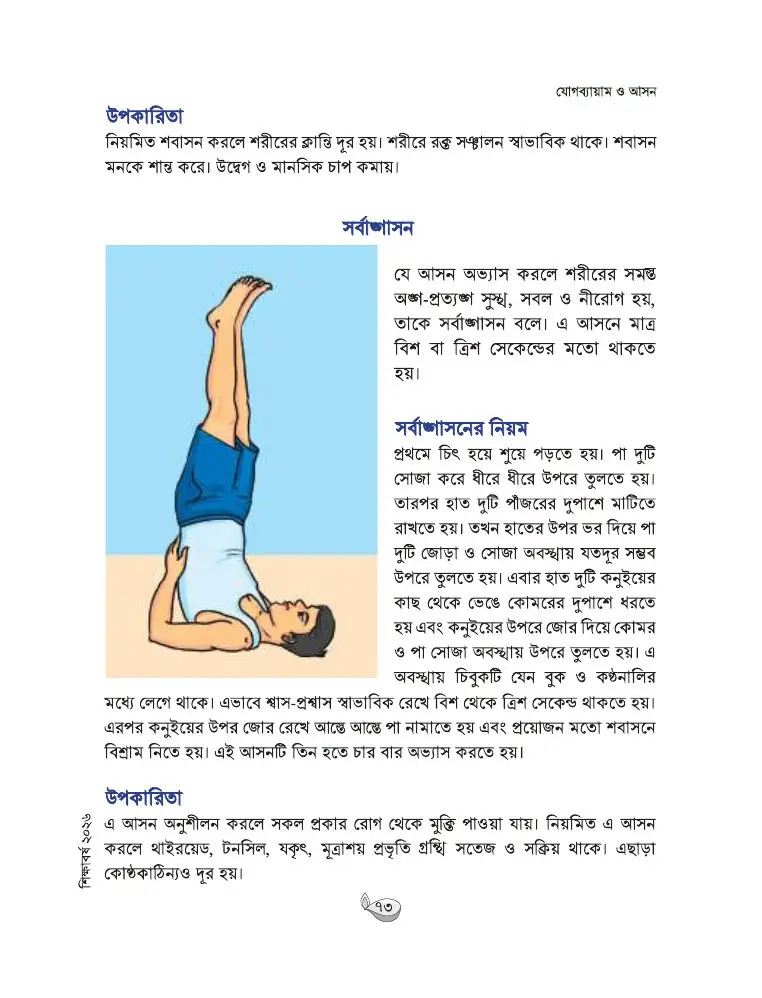 যোগব্যায়াম ও আসন
উপকারিতা
নিয়মিত শবাসন করলে শরীরের ক্লান্তি দূর হয়। শরীরে রক্ত সঞ্চালন স্বাভাবিক থাকে। শবাসন
মনকে শান্ত করে। উদ্বেগ ও মানসিক চাপ কমায়।
সর্বাঙ্গাসন
যে আসন অভ্যাস করলে শরীরের সমস্ত
অঙ্গ-প্রত্যঙ্গ সুস্থ, সবল ও নীরোগ হয়,
তাকে সর্বাঙ্গাসন বলে। এ আসনে মাত্র
বিশ বা ত্রিশ সেকেন্ডের মতো থাকতে
হয়।
সর্বাঙ্গাসনের নিয়ম
প্রথমে চিৎ হয়ে শুয়ে পড়তে হয়। পা দুটি
সোজা করে ধীরে ধীরে উপরে তুলতে হয়।
তারপর হাত দুটি পাঁজরের দুপাশে মাটিতে
রাখতে হয়। তখন হাতের উপর ভর দিয়ে পা
দুটি জোড়া ও সোজা অবস্থায় যতদূর সম্ভব
উপরে তুলতে হয়। এবার হাত দুটি কনুইয়ের
কাছ থেকে ভেঙে কোমরের দুপাশে ধরতে
হয় এবং কনুইয়ের উপরে জোর দিয়ে কোমর
ও পা সোজা অবস্থায় উপরে তুলতে হয়। এ
অবস্থায় চিবুকটি যেন বুক ও কণ্ঠনালির
মধ্যে লেগে থাকে। এভাবে শ্বাস-প্রশ্বাস স্বাভাবিক রেখে বিশ থেকে ত্রিশ সেকেন্ড থাকতে হয়।
এরপর কনুইয়ের উপর জোর রেখে আস্তে আস্তে পা নামাতে হয় এবং প্রয়োজন মতো শবাসনে
বিশ্রাম নিতে হয়। এই আসনটি তিন হতে চার বার অভ্যাস করতে হয়।
উপকারিতা
এ আসন অনুশীলন করলে সকল প্রকার রোগ থেকে মুক্তি পাওয়া যায়। নিয়মিত এ আসন
করলে থাইরয়েড, টনসিল, যকৃৎ, মূত্রাশয় প্রভৃতি গ্রন্থি সতেজ ও সক্রিয় থাকে। এছাড়া
কোষ্ঠকাঠিন্যও দূর হয়।
শিক্ষাবর্ষ ২০২৬
৭৩